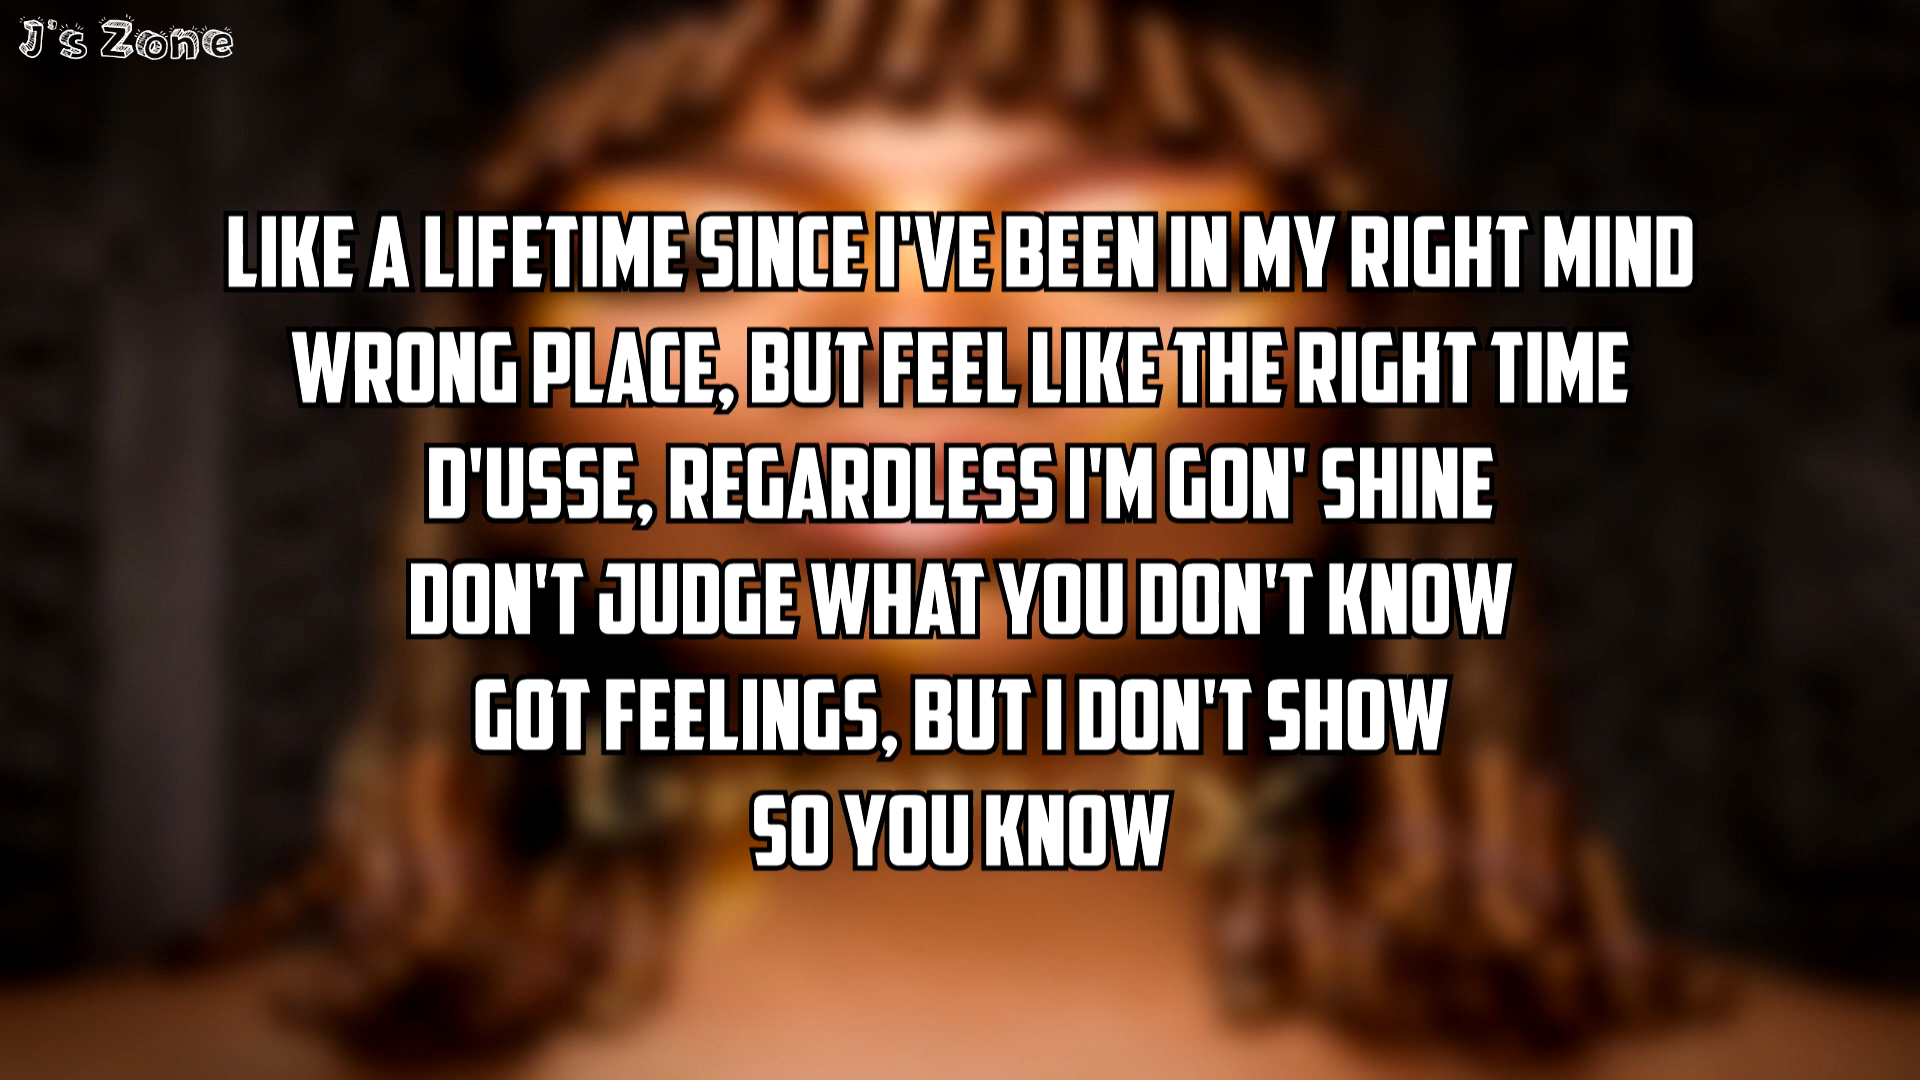 J's Zone
LIKE A LIFETIME SINCE I'VE BEEN IN MY RIGHT MIND
WRONG PLACE, BUT FEEL LIKE THE RIGHT TIME
D'USSE, REGARDLESS I'M GON' SHINE
DON'T JUDGE WHAT YOU DON'T KNOW
GOT FEELINGS, BUT I DON'T SHOW
SO YOU KNOW